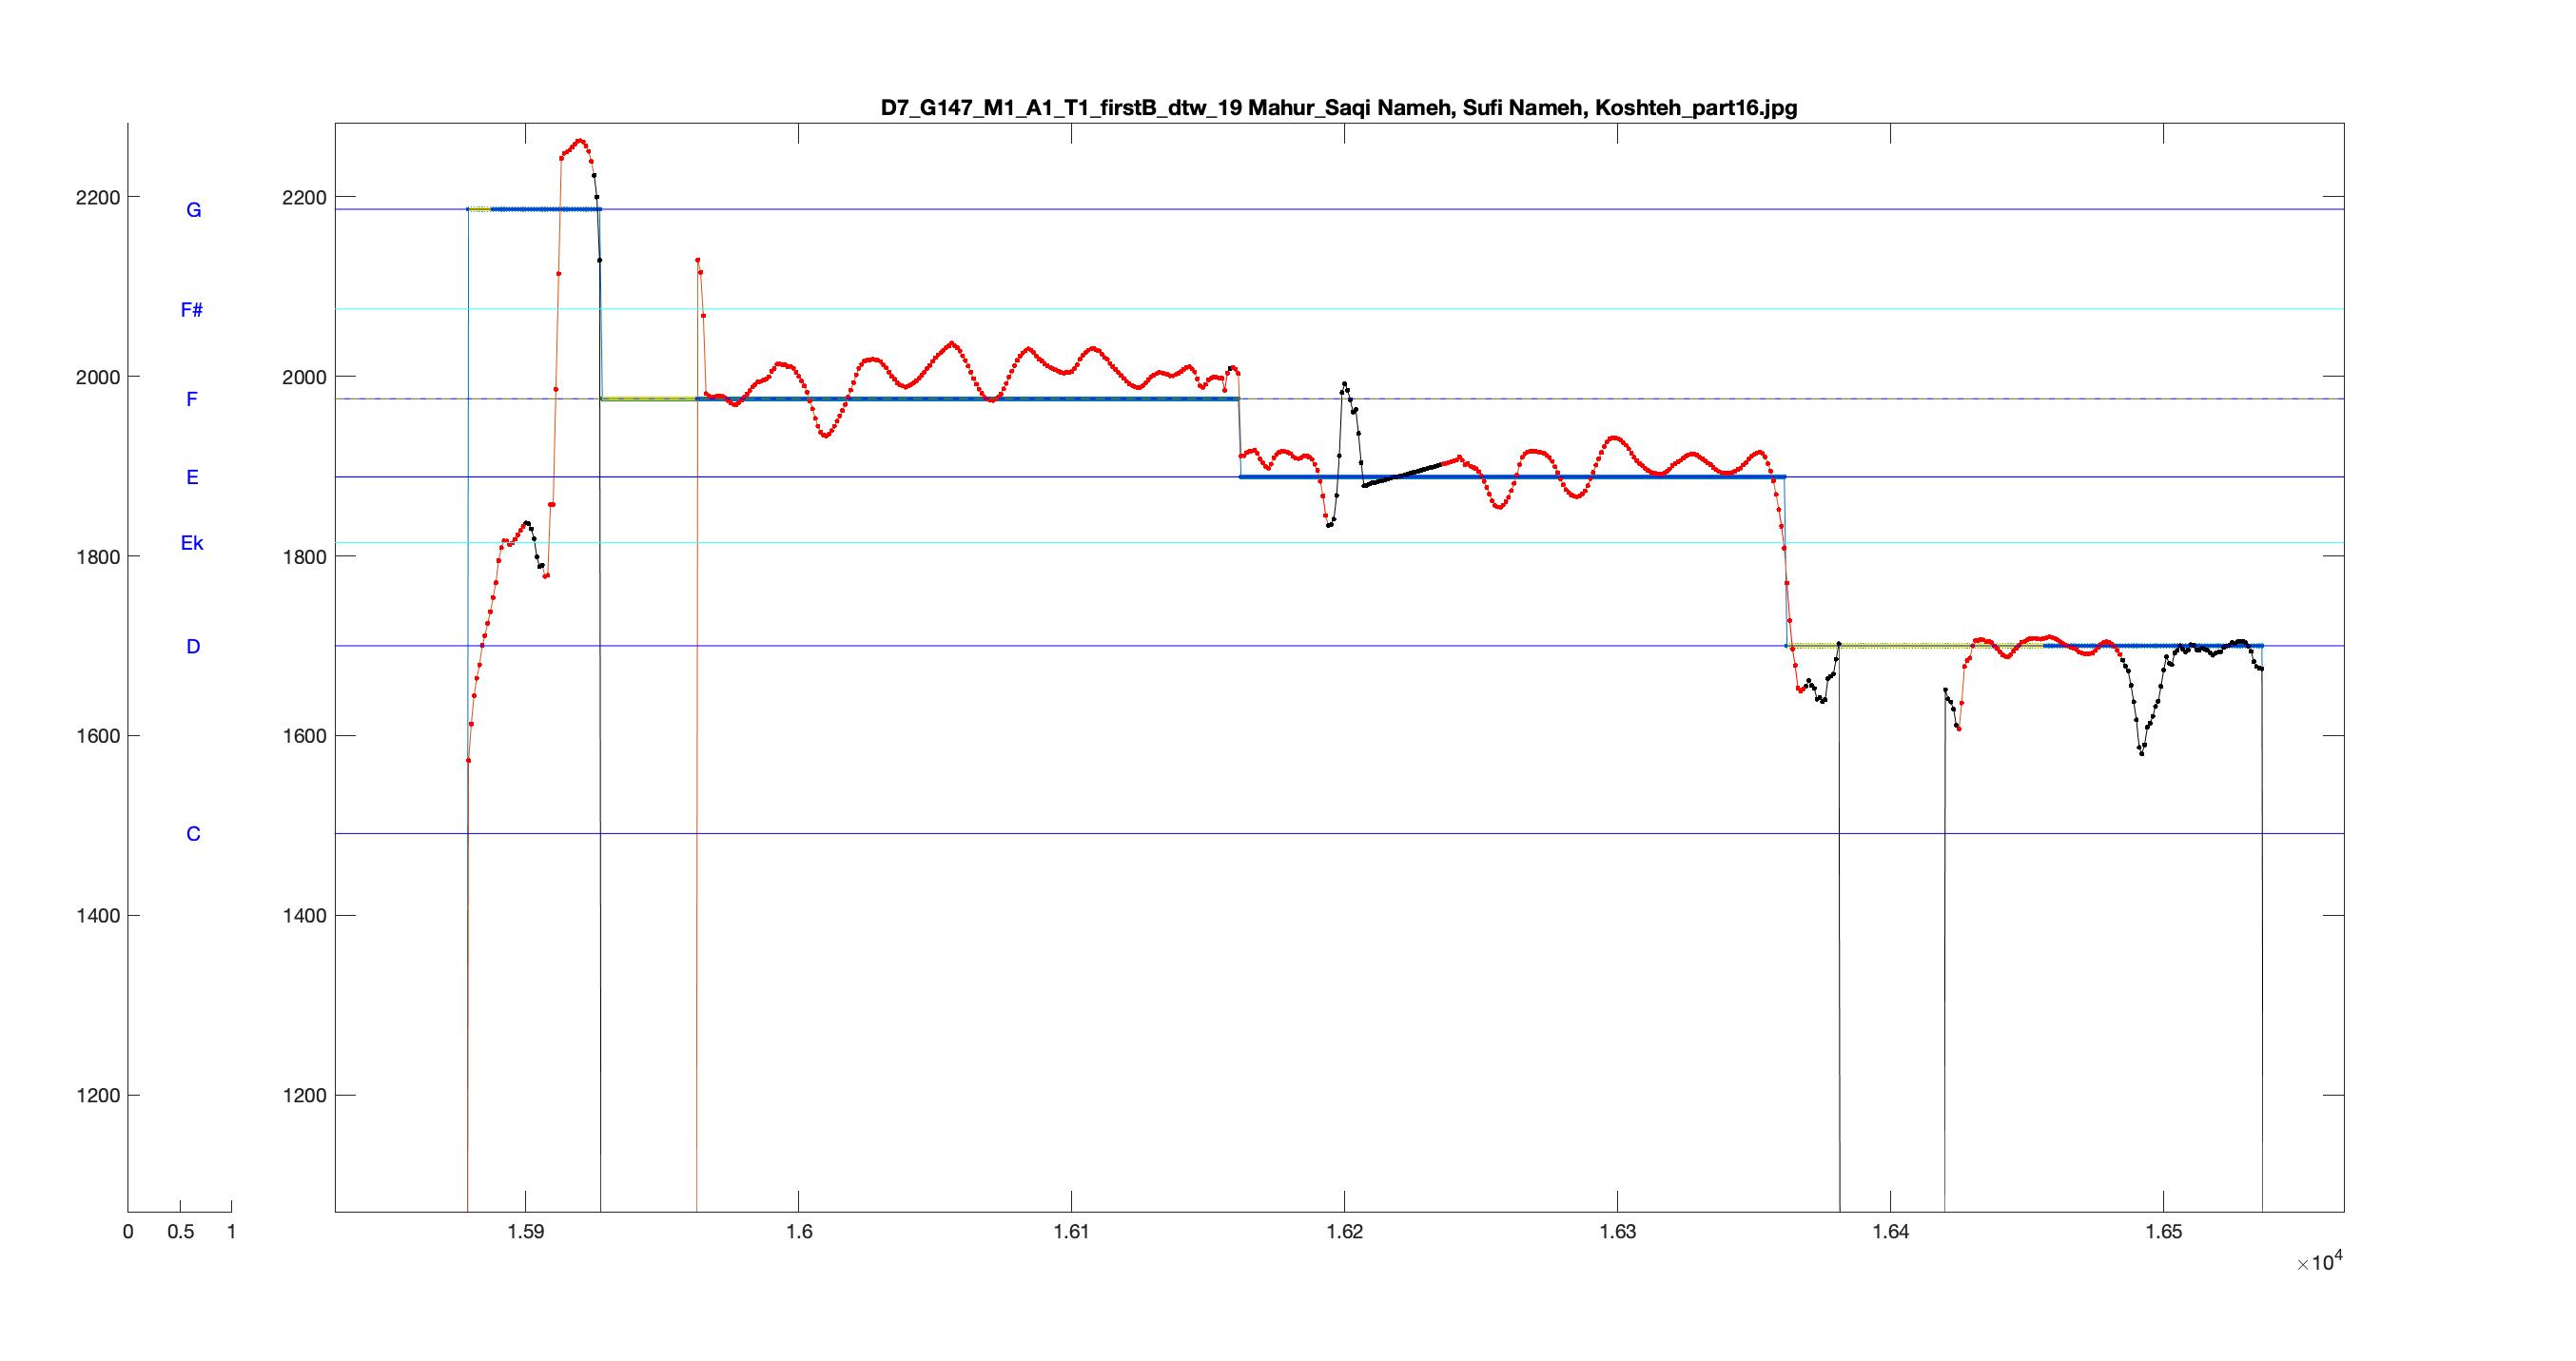 D7_G147_M1_A1_T1_firstB_dtw_19 Mahur_Saqi Nameh, Sufi Nameh, Koshteh_part16.jpg
2200 G 2200
F#
2000 2000
F
E
Ek
1800 1800
D
1600 1600
C
1400 1400
1200 1200
0 0.5 1 1.59 1.6 1.61 1.62 1.63 1.64 1.65
×10^4